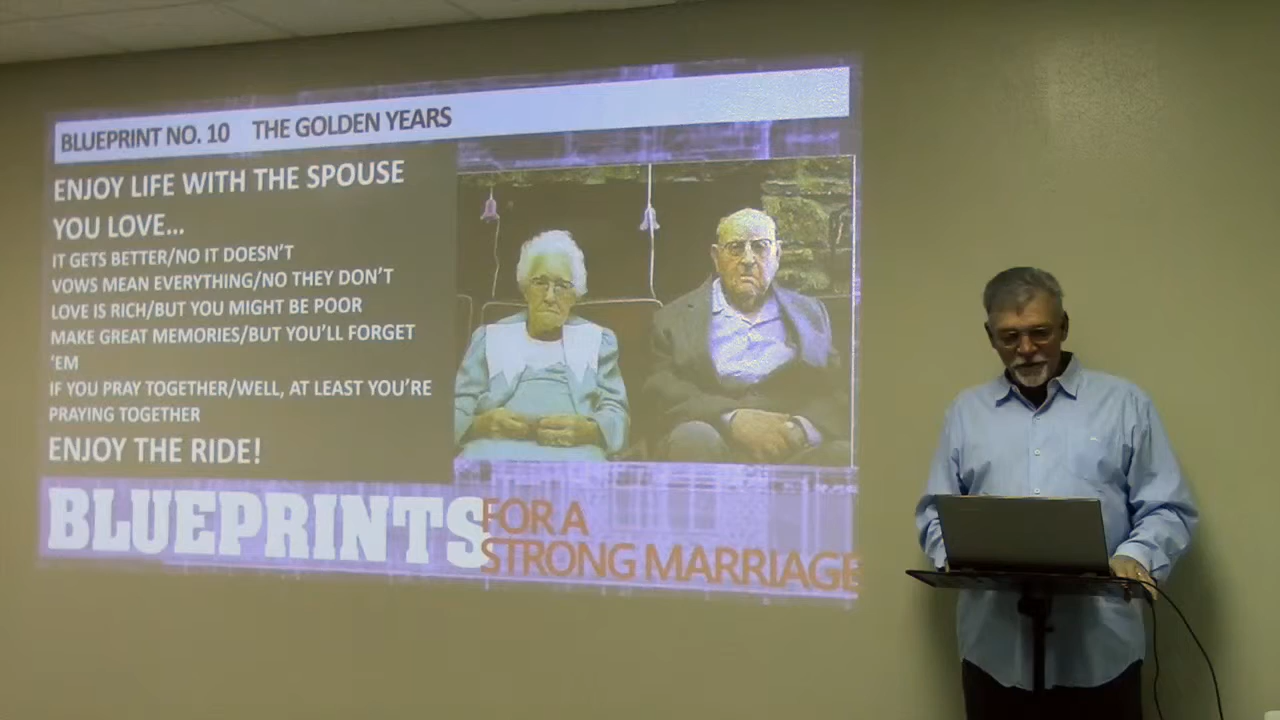 BLUEPRINT NO. 10 THE GOLDEN YEARS
ENJOY LIFE WITH THE SPOUSE
YOU LOVE...
IT GETS BETTER/NO IT DOESN'T
VOWS MEAN EVERYTHING/NO THEY DON'T
LOVE IS RICH/BUT YOU MIGHT BE POOR
MAKE GREAT MEMORIES/BUT YOU'LL FORGET
'EM
IF YOU PRAY TOGETHER/WELL, AT LEAST YOU'RE
PRAYING TOGETHER
ENJOY THE RIDE!
BLUEPRINTS
FOR A
STRONG MARRIAGE